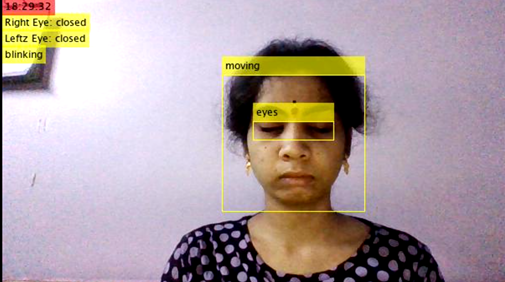 18:29:32
Right Eye: closed
Leftz Eye: closed
blinking
moving
eyes